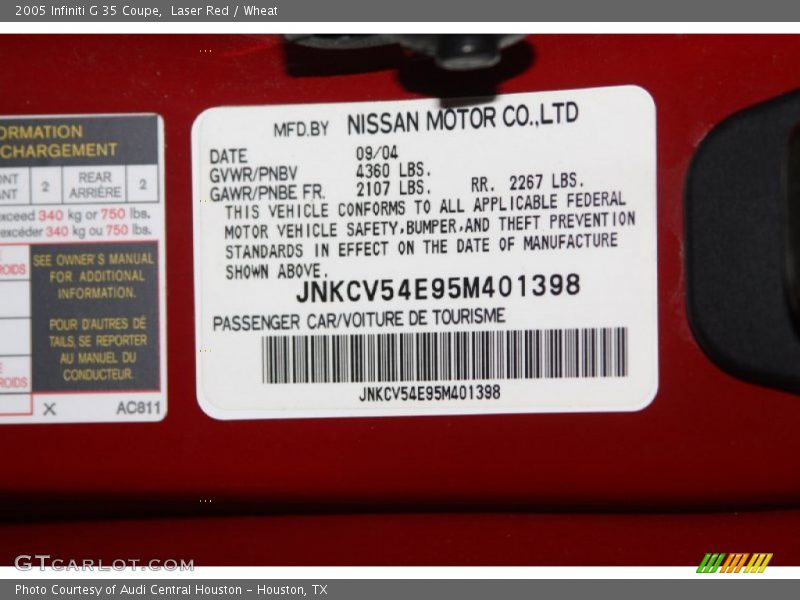 2005 Infiniti G 35 Coupe,  Laser Red / Wheat
ORMATION
CHARGEMENT
2
REAR
ARRIÈRE
2
exceed 340 kg or 750 lbs.
excéder 340 kg ou 750 lbs.
SEE OWNER'S MANUAL
FOR ADDITIONAL
INFORMATION.
POUR D'AUTRES DÉ
TAILS, SE REPORTER
AU MANUEL DU
CONDUCTEUR.
X AC811
MFD.BY NISSAN MOTOR CO.,LTD
DATE 09/04
GVWR/PNBV 4360 LBS.
GAWR/PNBE FR. 2107 LBS. RR. 2267 LBS.
THIS VEHICLE CONFORMS TO ALL APPLICABLE FEDERAL
MOTOR VEHICLE SAFETY,BUMPER,AND THEFT PREVENTION
STANDARDS IN EFFECT ON THE DATE OF MANUFACTURE
SHOWN ABOVE.
JNKCV54E95M401398
PASSENGER CAR/VOITURE DE TOURISME
JNKCV54E95M401398
GTCARLOT.COM
Photo Courtesy of Audi Central Houston - Houston, TX